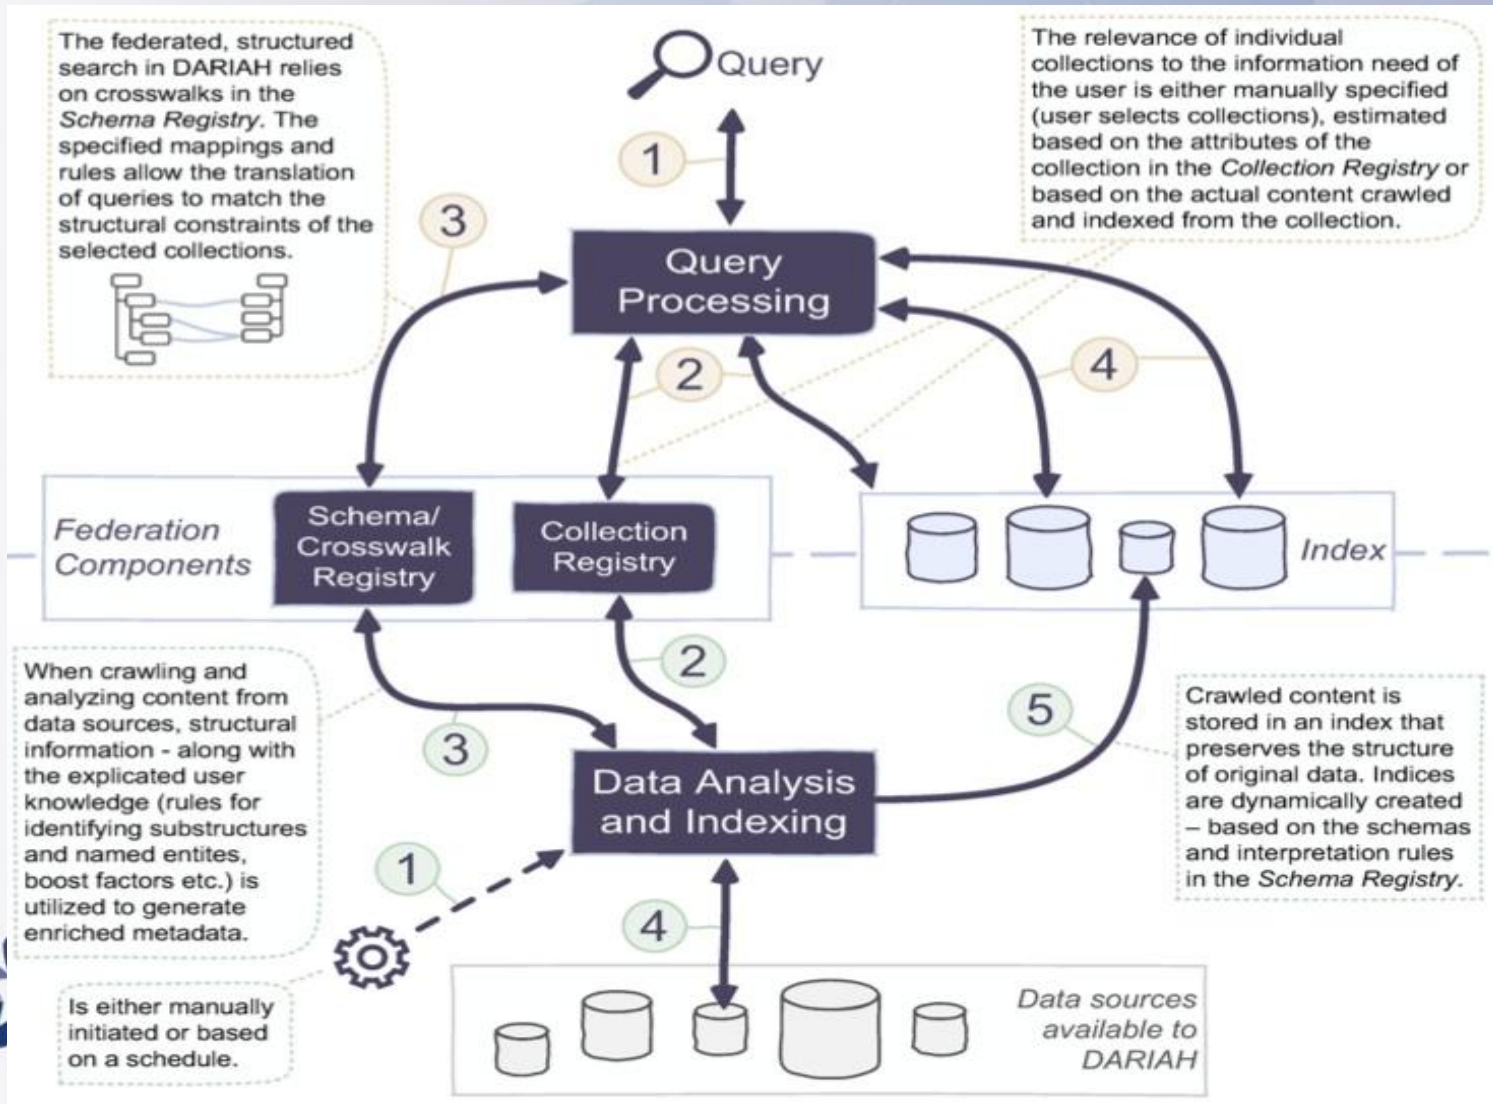 The federated, structured
search in DARIAH relies
on crosswalks in the
Schema Registry. The
specified mappings and
rules allow the translation
of queries to match the
structural constraints of the
selected collections.
Query
The relevance of individual
collections to the information need of
the user is either manually specified
(user selects collections), estimated
based on the attributes of the
collection in the Collection Registry or
based on the actual content crawled
and indexed from the collection.
1
3
Query
Processing
2
4
Federation
Components
Schema/
Crosswalk
Registry
Collection
Registry
Index
When crawling and
analyzing content from
data sources, structural
information - along with
the explicated user
knowledge (rules for
identifying substructures
and named entites,
boost factors etc.) is
utilized to generate
enriched metadata.
2
3
5
Crawled content is
stored in an index that
preserves the structure
of original data. Indices
are dynamically created
– based on the schemas
and interpretation rules
in the Schema Registry.
Data Analysis
and Indexing
1
4
Is either manually
initiated or based
on a schedule.
Data sources
available to
DARIAH